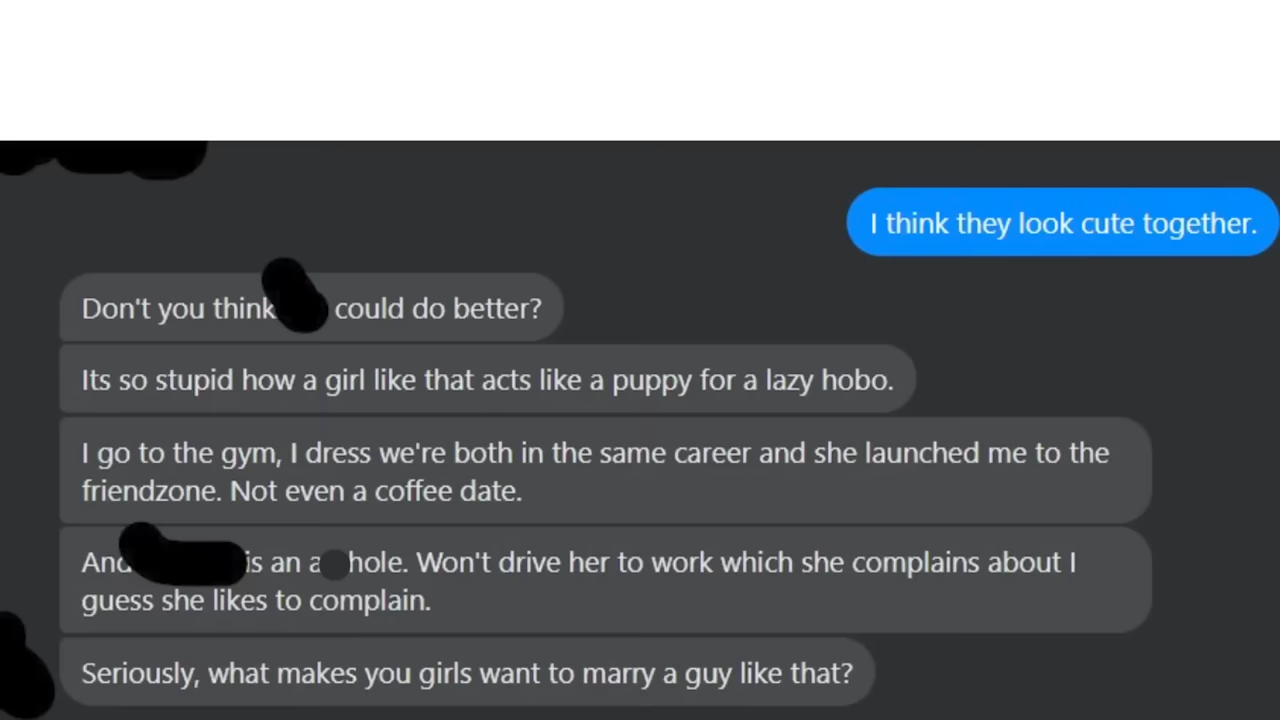 I think they look cute together.
Don't you think could do better?
Its so stupid how a girl like that acts like a puppy for a lazy hobo.
I go to the gym, I dress we're both in the same career and she launched me to the
friendzone. Not even a coffee date.
And is an a hole. Won't drive her to work which she complains about I
guess she likes to complain.
Seriously, what makes you girls want to marry a guy like that?